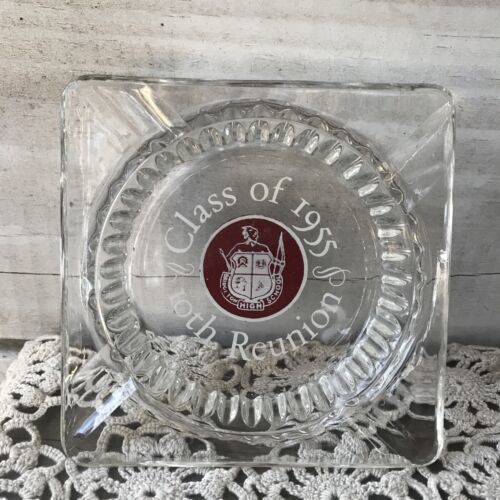 Class of 1955
HIGH SCHOOL
Reunion